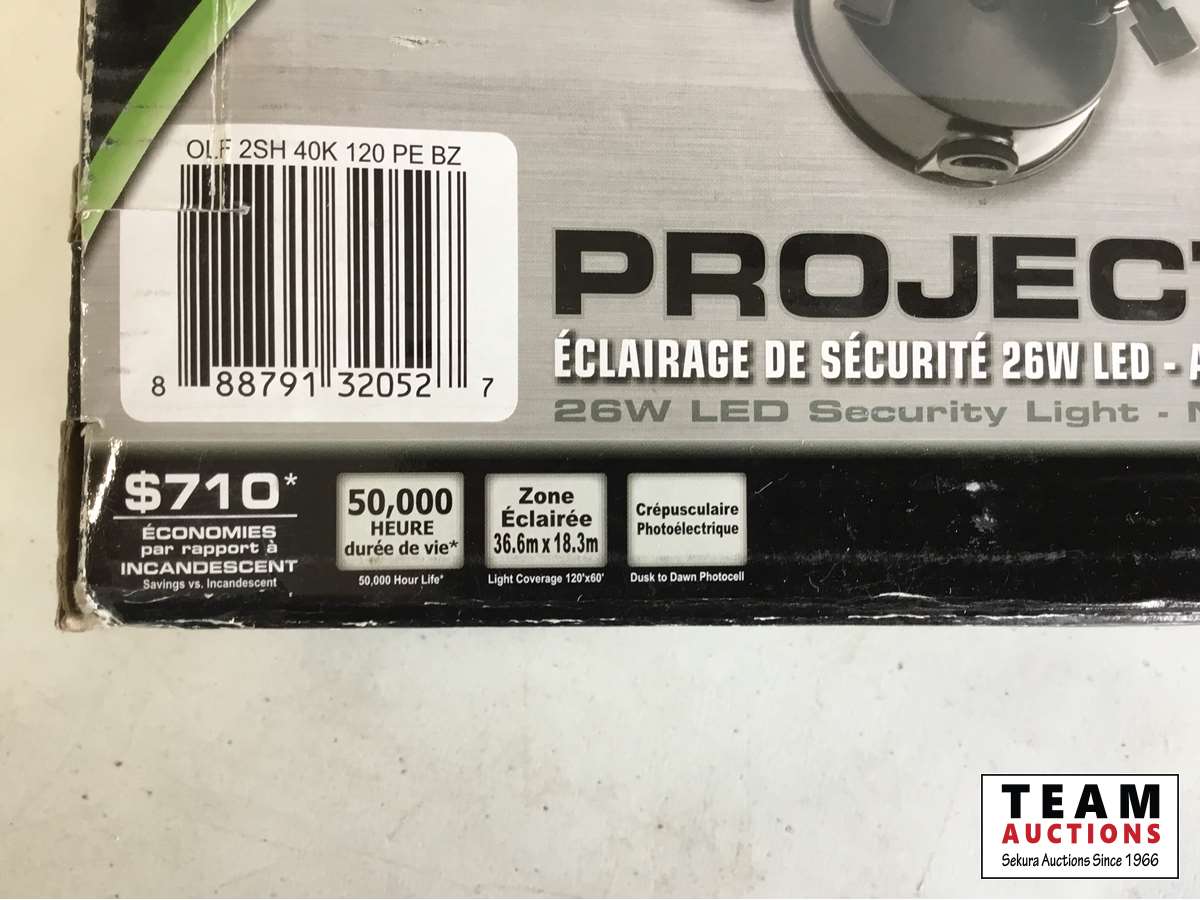 OLF 2SH 40K 120 PE BZ
8 88791 32052 7
PROJEC
ÉCLAIRAGE DE SÉCURITÉ 26W LED -
26W LED Security Light -
$710*
ÉCONOMIES
par rapport à
INCANDESCENT
Savings vs. Incandescent
50,000
HEURE
durée de vie*
50,000 Hour Life*
Zone
Éclairée
36.6m x 18.3m
Light Coverage 120'x60'
Crépusculaire
Photoélectrique
Dusk to Dawn Photocell
TEAM
AUCTIONS
Sekura Auctions Since 1966